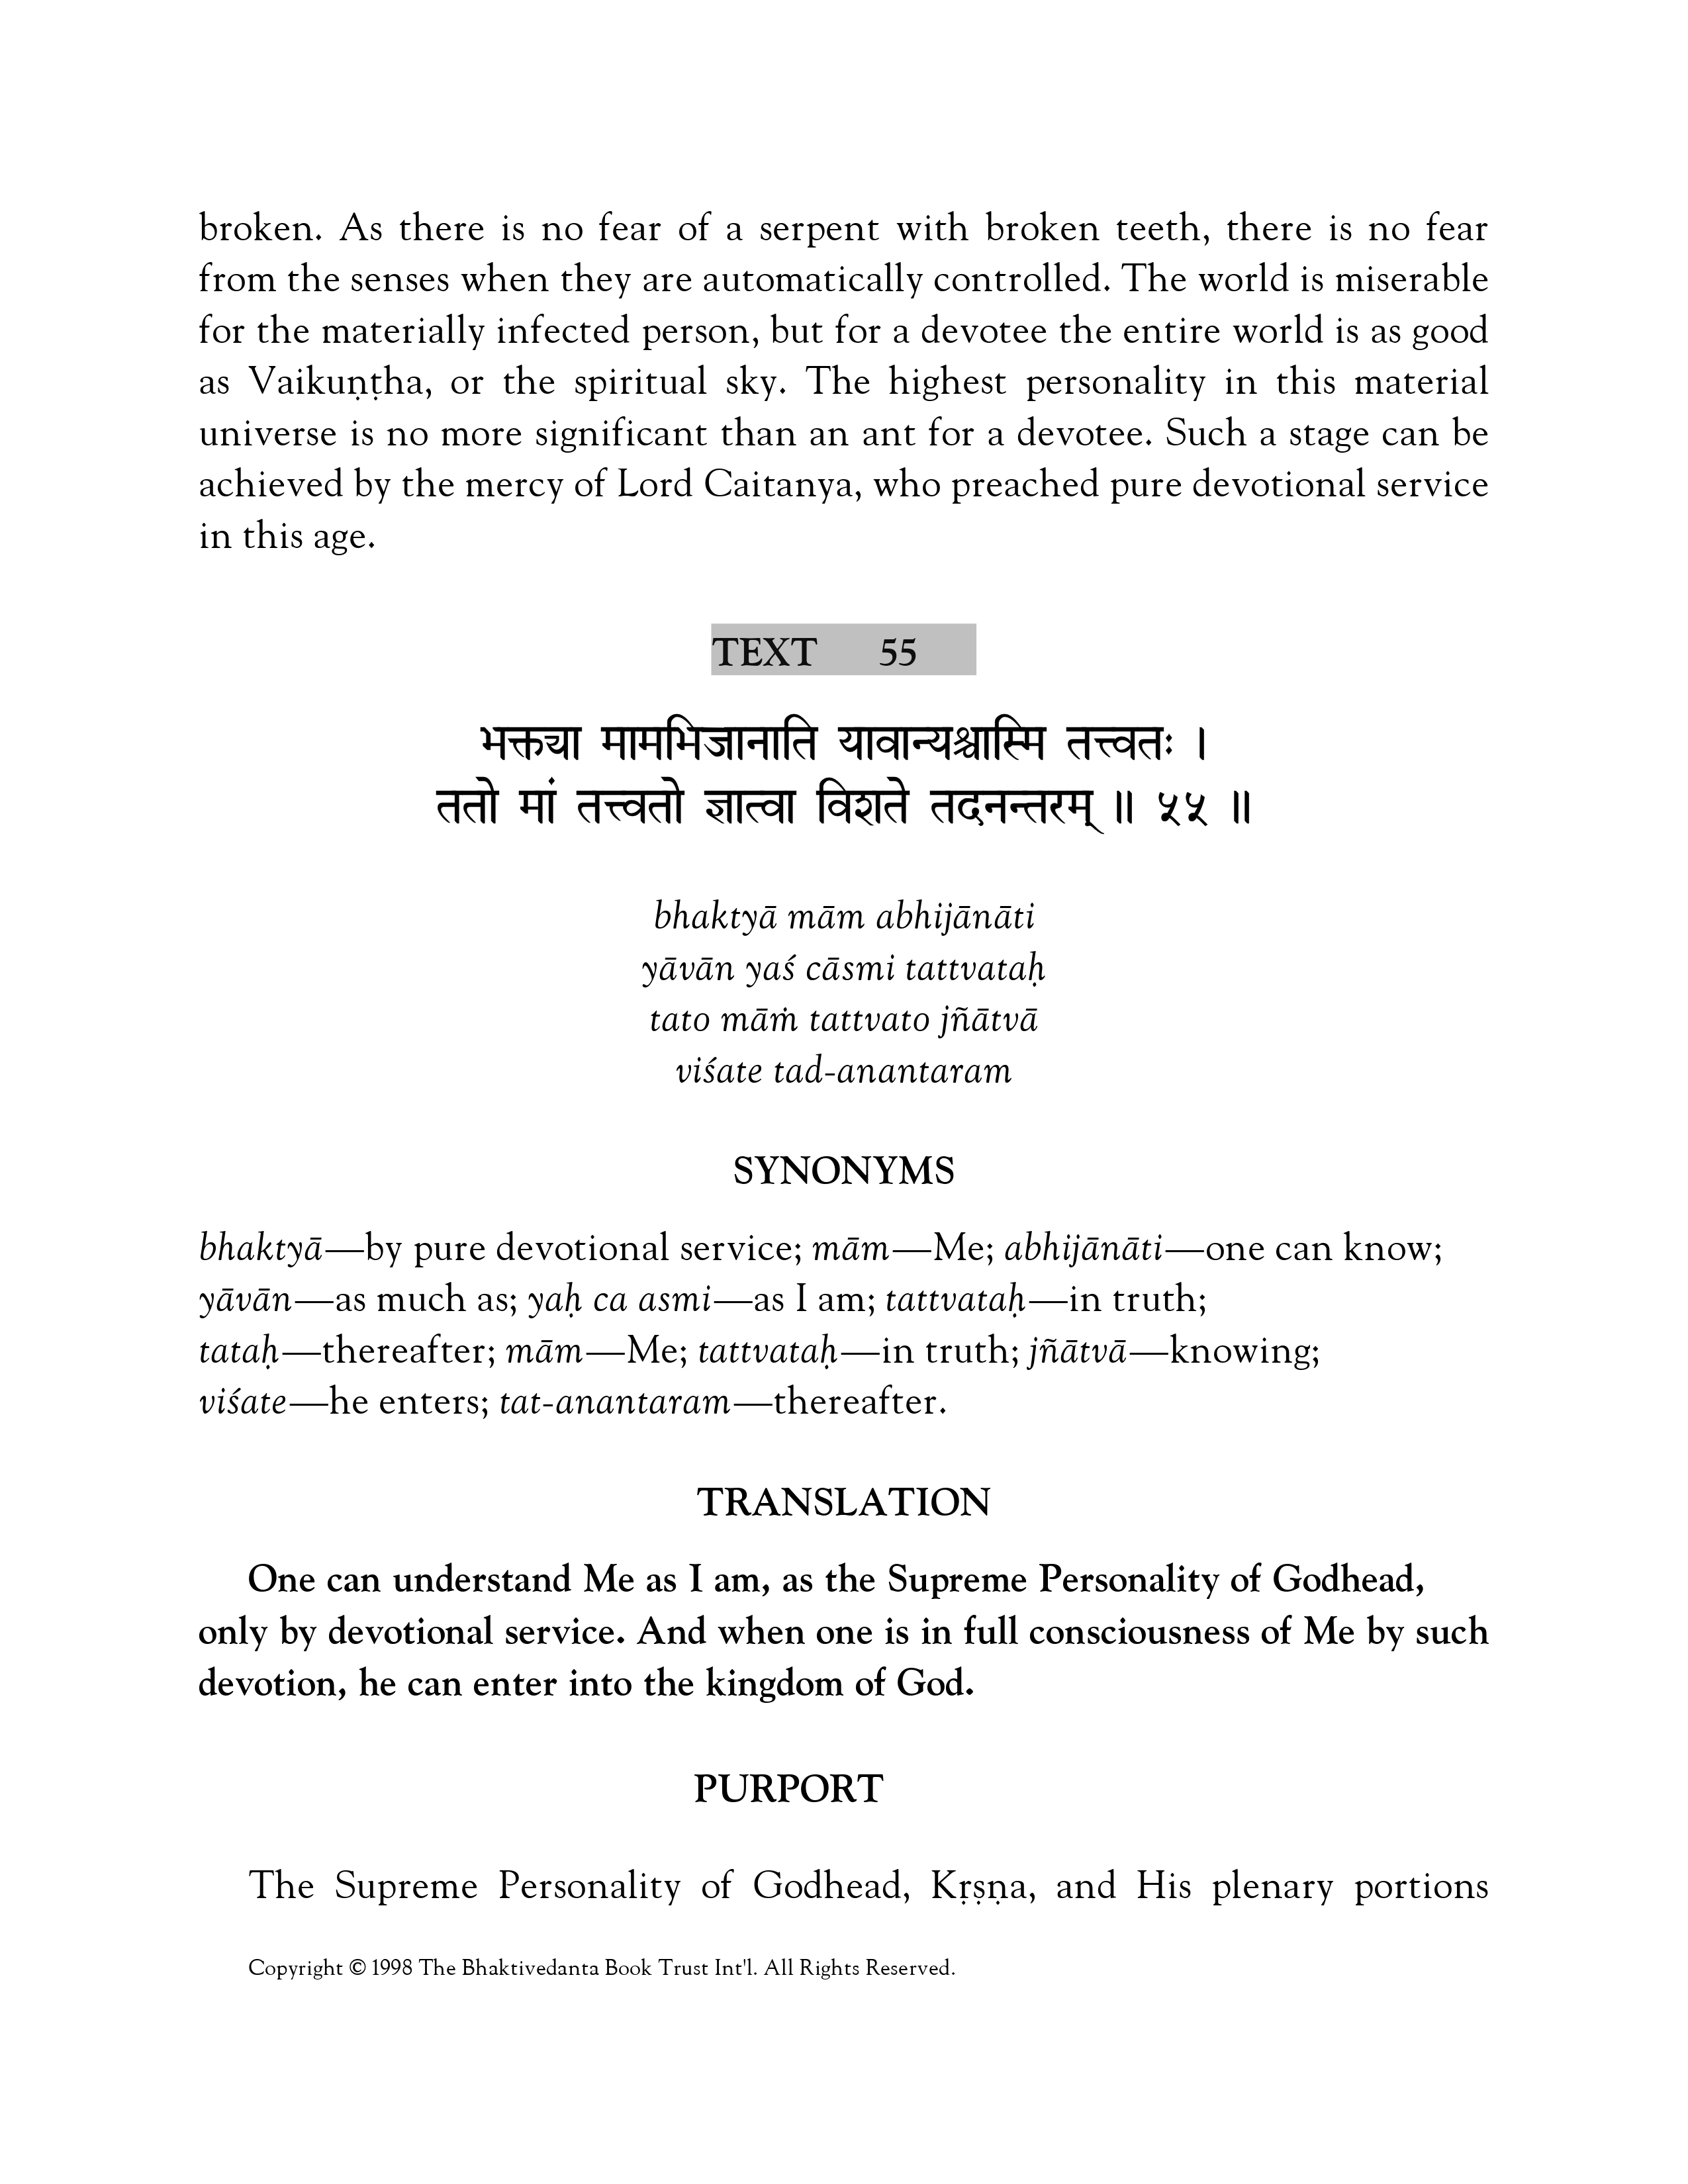 broken. As there is no fear of a serpent with broken teeth, there is no fear
from the senses when they are automatically controlled. The world is miserable
for the materially infected person, but for a devotee the entire world is as good
as Vaikuṇṭha, or the spiritual sky. The highest personality in this material
universe is no more significant than an ant for a devotee. Such a stage can be
achieved by the mercy of Lord Caitanya, who preached pure devotional service
in this age.
TEXT 55
भक्त्या मामभिजानाति यावान्यश्चास्मि तत्त्वतः ।
ततो मां तत्त्वतो ज्ञात्वा विशते तदनन्तरम् ॥ ५५ ॥
bhaktyā mām abhijānāti
yāvān yaś cāsmi tattvataḥ
tato māṁ tattvato jñātvā
viśate tad-anantaram
SYNONYMS
bhaktyā—by pure devotional service; mām—Me; abhijānāti—one can know;
yāvān—as much as; yaḥ ca asmi—as I am; tattvataḥ—in truth;
tataḥ—thereafter; mām—Me; tattvataḥ—in truth; jñātvā—knowing;
viśate—he enters; tat-anantaram—thereafter.
TRANSLATION
One can understand Me as I am, as the Supreme Personality of Godhead,
only by devotional service. And when one is in full consciousness of Me by such
devotion, he can enter into the kingdom of God.
PURPORT
The Supreme Personality of Godhead, Kṛṣṇa, and His plenary portions
Copyright © 1998 The Bhaktivedanta Book Trust Int'l. All Rights Reserved.